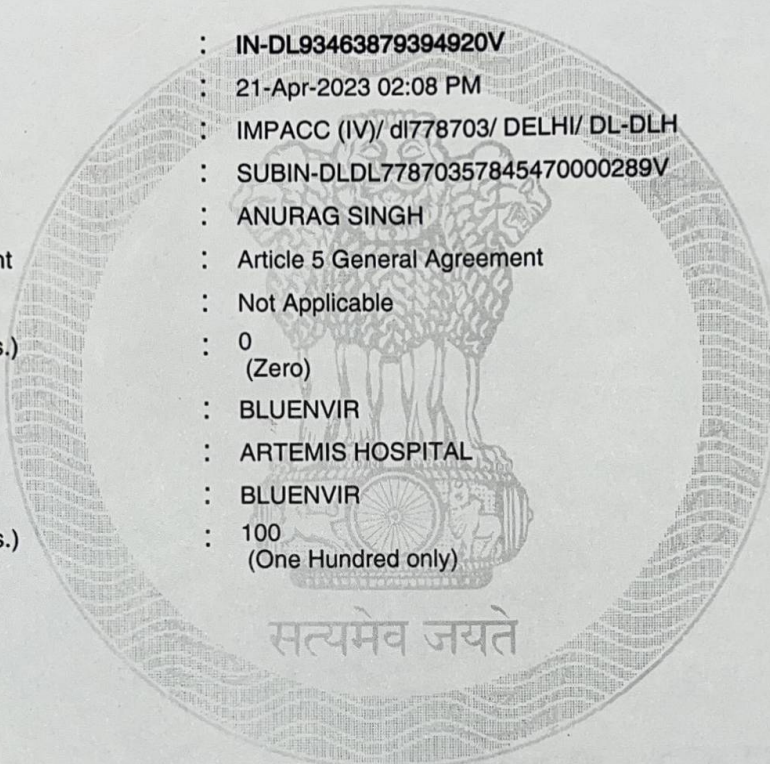 : IN-DL93463879394920V
: 21-Apr-2023 02:08 PM
: IMPACC (IV)/ dl778703/ DELHI/ DL-DLH
: SUBIN-DLDL77870357845470000289V
: ANURAG SINGH
nt : Article 5 General Agreement
: Not Applicable
s.) : 0
(Zero)
: BLUENVIR
: ARTEMIS HOSPITAL
: BLUENVIR
s.) : 100
(One Hundred only)
सत्यमेव जयते